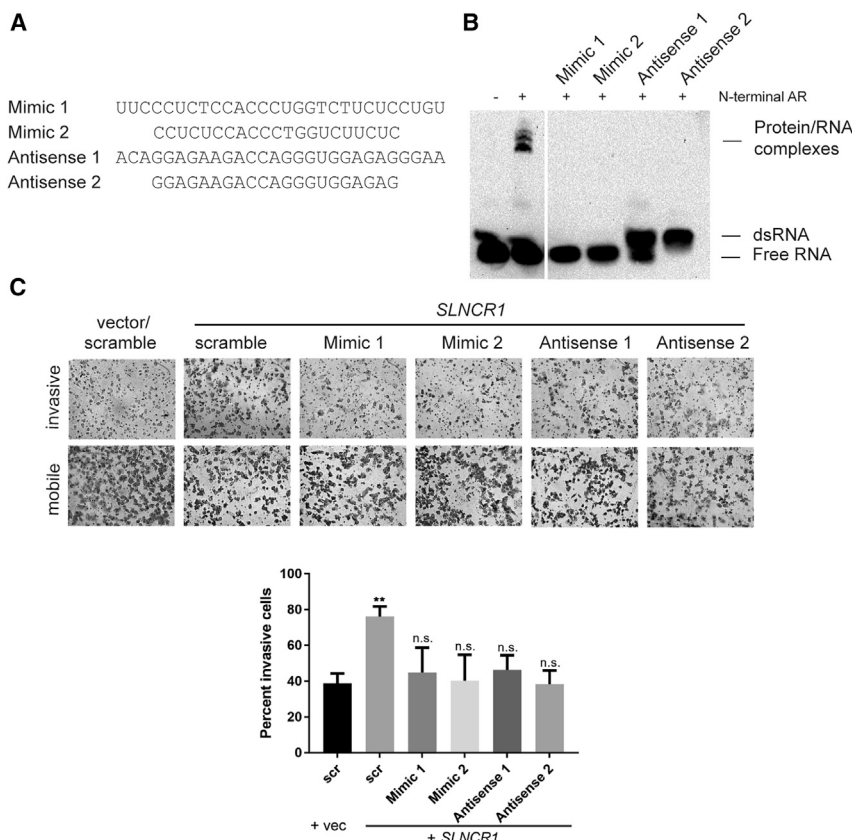 A
Mimic 1 UUCCCUCTCCACCCUGGTCTUCUCCUGU
Mimic 2 CCUCUCCACCCTGGUCUUCUC
Antisense 1 ACAGGAGAAGACCAGGGUGGAGAGGGAA
Antisense 2 GGAGAAGACCAGGGUGGAGAG
B
Mimic 1
Mimic 2
Antisense 1
Antisense 2
- + + + + + N-terminal AR
Protein/RNA
complexes
dsRNA
Free RNA
C
SLNCR1
vector/
scramble
scramble Mimic 1 Mimic 2 Antisense 1 Antisense 2
invasive
mobile
Percent invasive cells
100
80
60
40
20
0
**
n.s.
n.s.
n.s.
n.s.
scr
scr
Mimic 1
Mimic 2
Antisense 1
Antisense 2
+ vec
+ SLNCR1